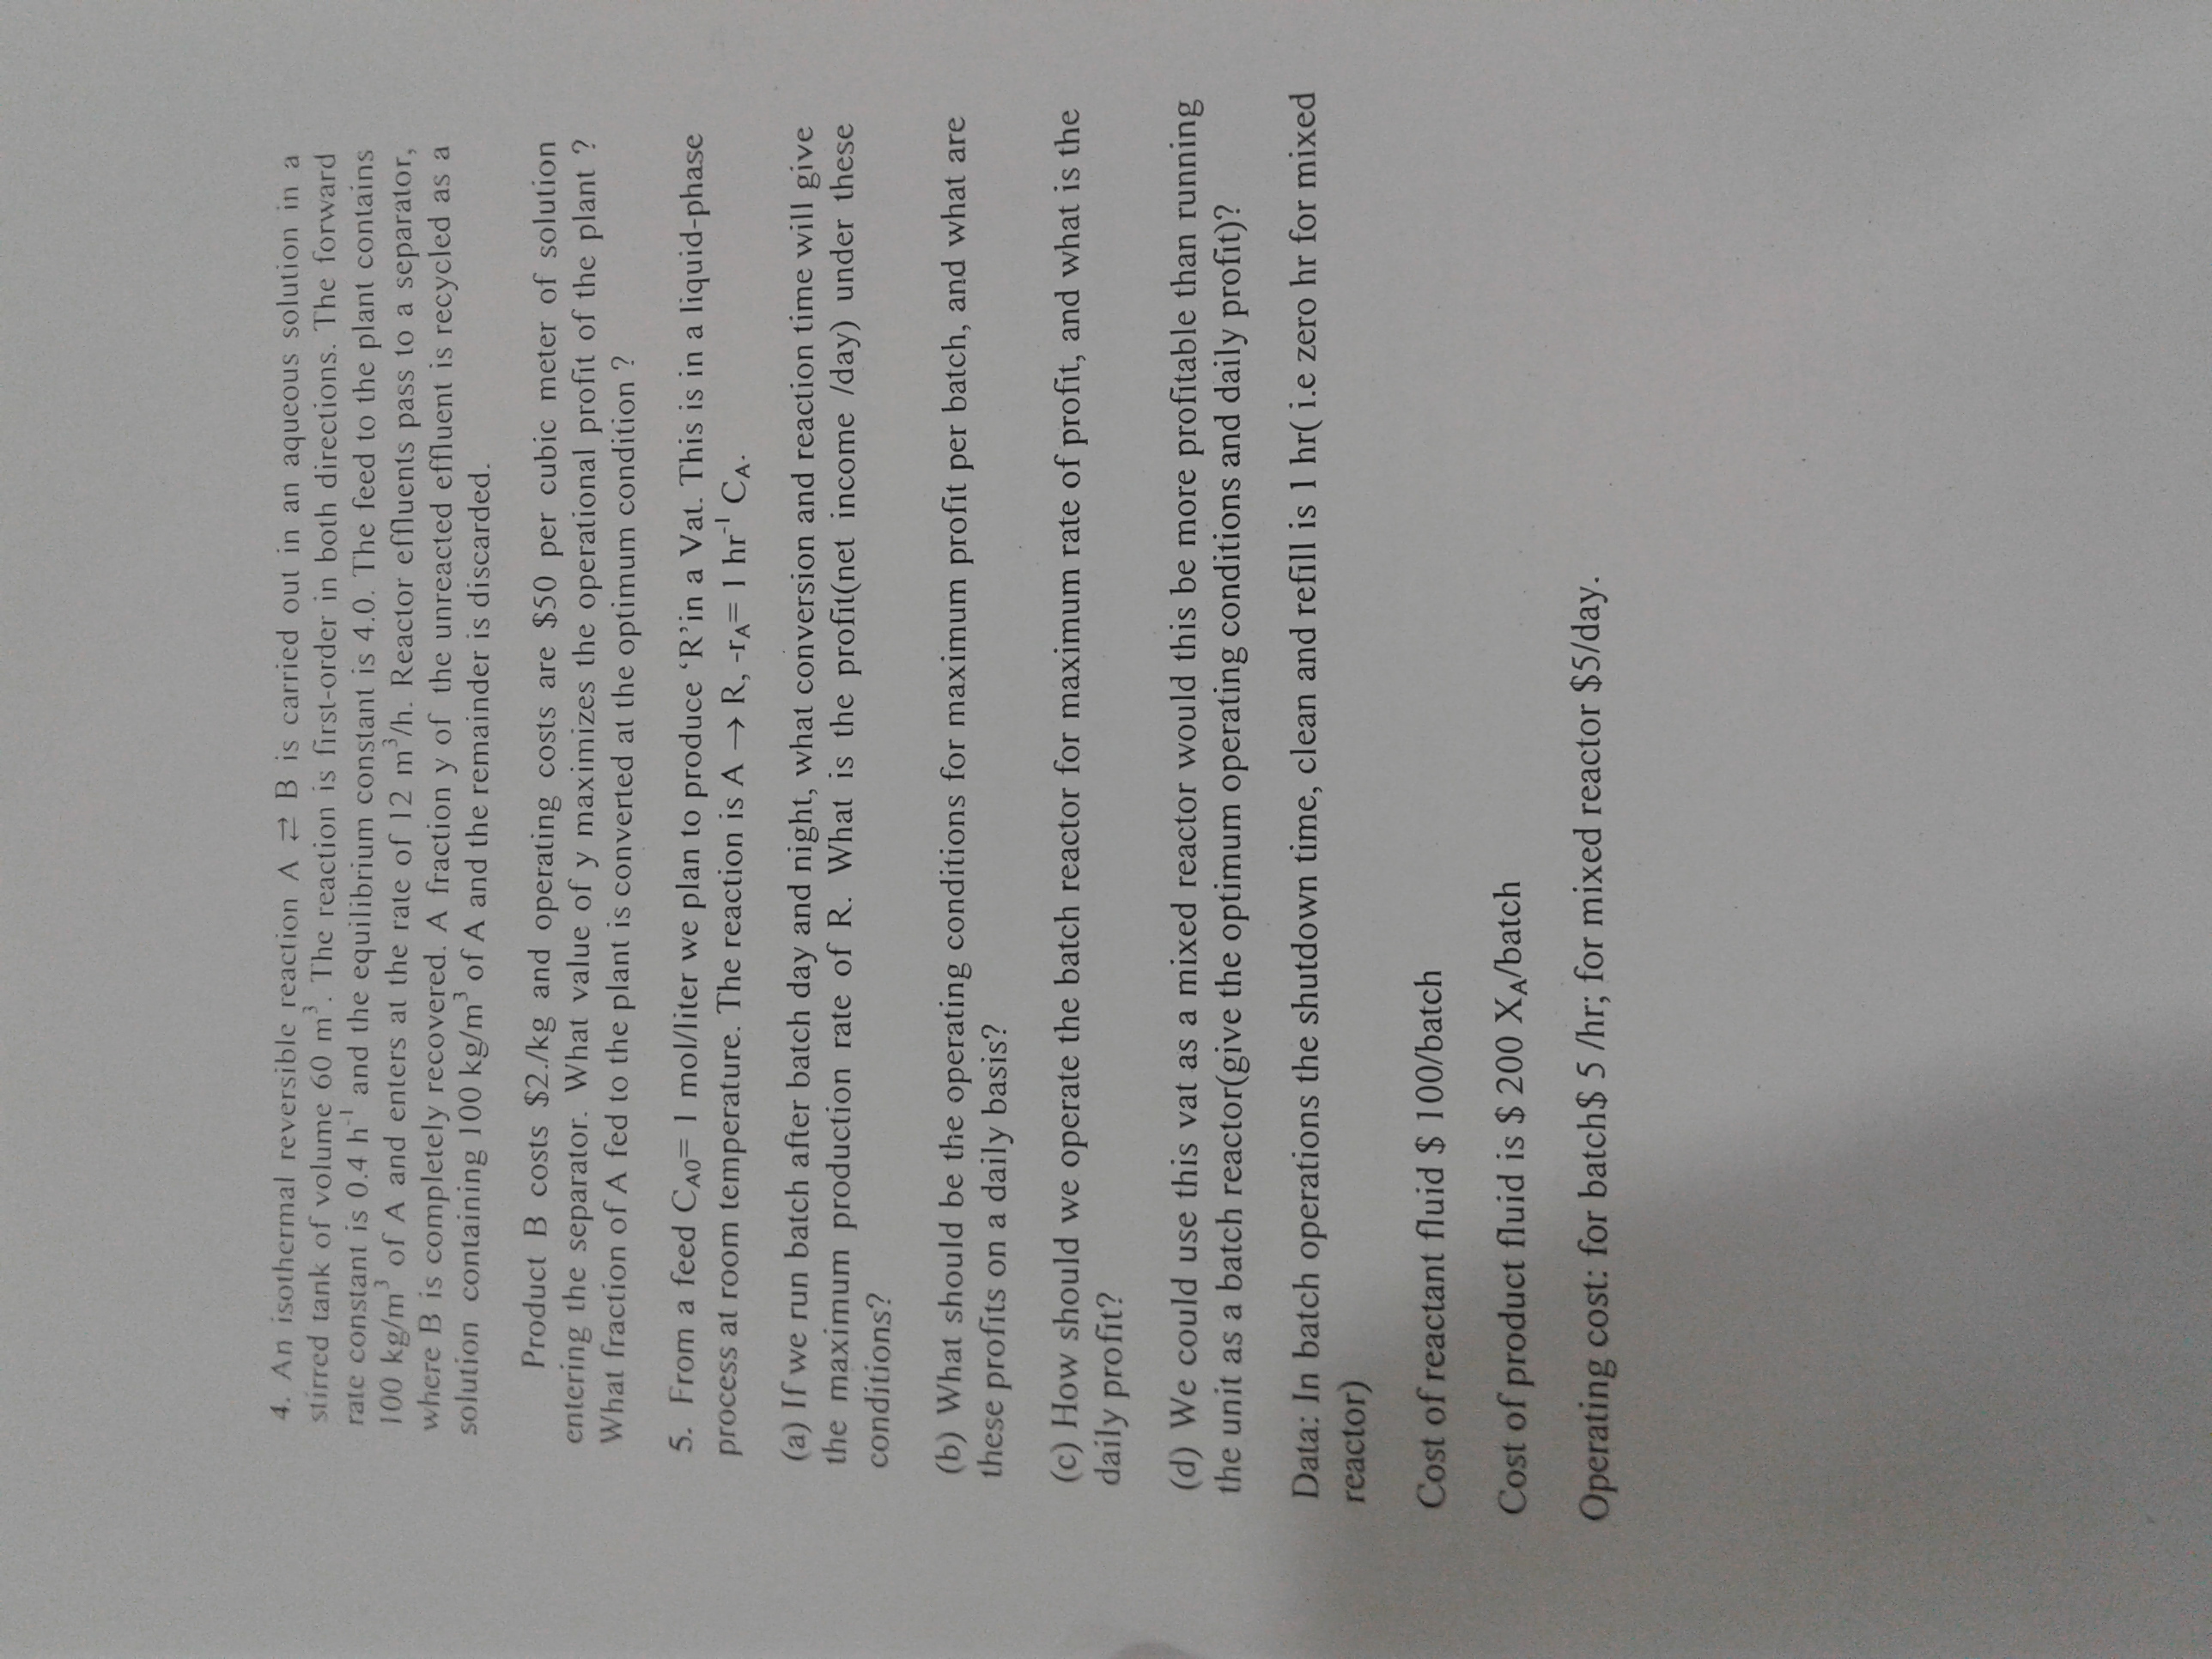 4. An isothermal reversible reaction A ⇄ B is carried out in an aqueous solution in a
stirred tank of volume 60 m³. The reaction is first-order in both directions. The forward
rate constant is 0.4 h⁻¹ and the equilibrium constant is 4.0. The feed to the plant contains
100 kg/m³ of A and enters at the rate of 12 m³/h. Reactor effluents pass to a separator,
where B is completely recovered. A fraction y of the unreacted effluent is recycled as a
solution containing 100 kg/m³ of A and the remainder is discarded.
Product B costs $2./kg and operating costs are $50 per cubic meter of solution
entering the separator. What value of y maximizes the operational profit of the plant ?
What fraction of A fed to the plant is converted at the optimum condition ?
5. From a feed C_A0= 1 mol/liter we plan to produce ‘R’in a Vat. This is in a liquid-phase
process at room temperature. The reaction is A → R, -r_A= 1 hr⁻¹ C_A.
(a) If we run batch after batch day and night, what conversion and reaction time will give
the maximum production rate of R. What is the profit(net income /day) under these
conditions?
(b) What should be the operating conditions for maximum profit per batch, and what are
these profits on a daily basis?
(c) How should we operate the batch reactor for maximum rate of profit, and what is the
daily profit?
(d) We could use this vat as a mixed reactor would this be more profitable than running
the unit as a batch reactor(give the optimum operating conditions and daily profit)?
Data: In batch operations the shutdown time, clean and refill is 1 hr( i.e zero hr for mixed
reactor)
Cost of reactant fluid $ 100/batch
Cost of product fluid is $ 200 X_A/batch
Operating cost: for batch$ 5 /hr; for mixed reactor $5/day.